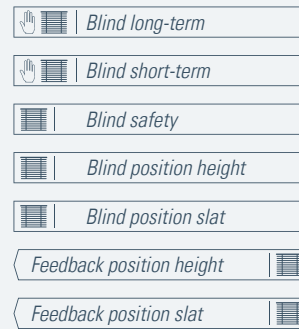 Blind long-term
Blind short-term
Blind safety
Blind position height
Blind position slat
Feedback position height
Feedback position slat